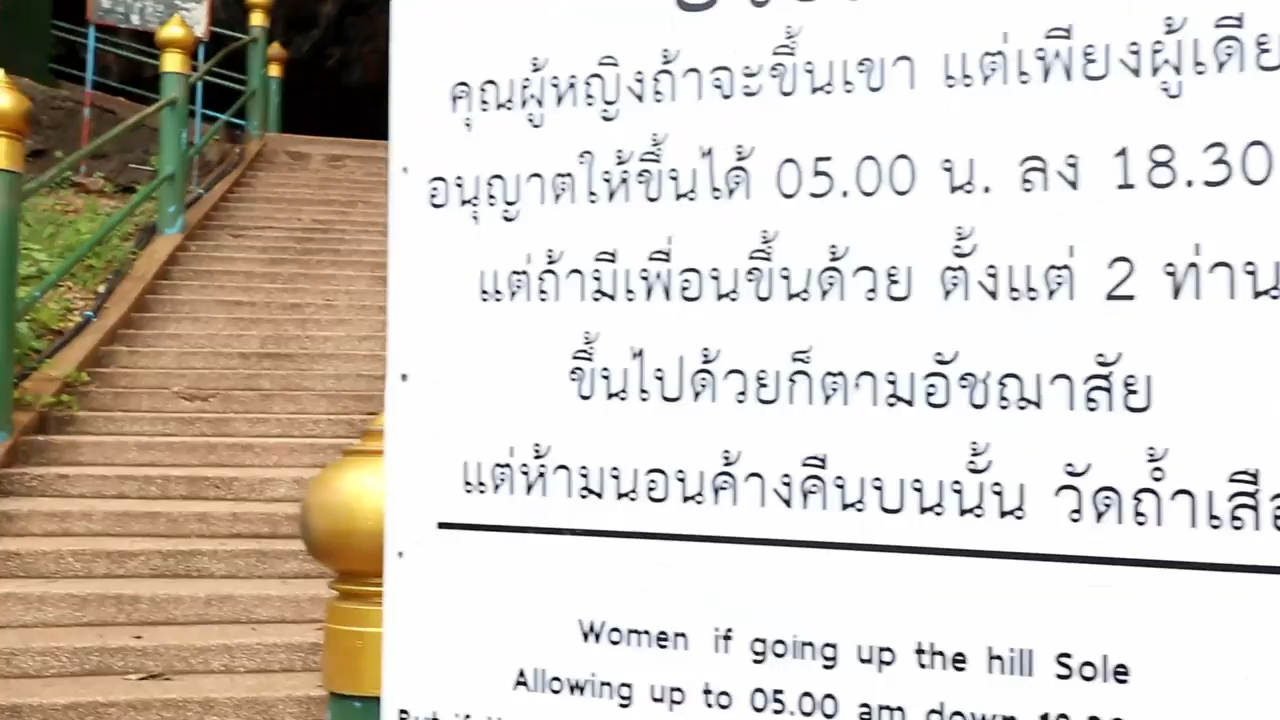 คุณผู้หญิงถ้าจะขึ้นเขา แต่เพียงผู้เดีย
อนุญาตให้ขึ้นได้ 05.00 น. ลง 18.30
แต่ถ้ามีเพื่อนขึ้นด้วย ตั้งแต่ 2 ท่าน
ขึ้นไปด้วยก็ตามอัชฌาสัย
แต่ห้ามนอนค้างคืนบนนั้น วัดถ้ำเสือ
Women if going up the hill Sole
Allowing up to 05.00 am down
But if